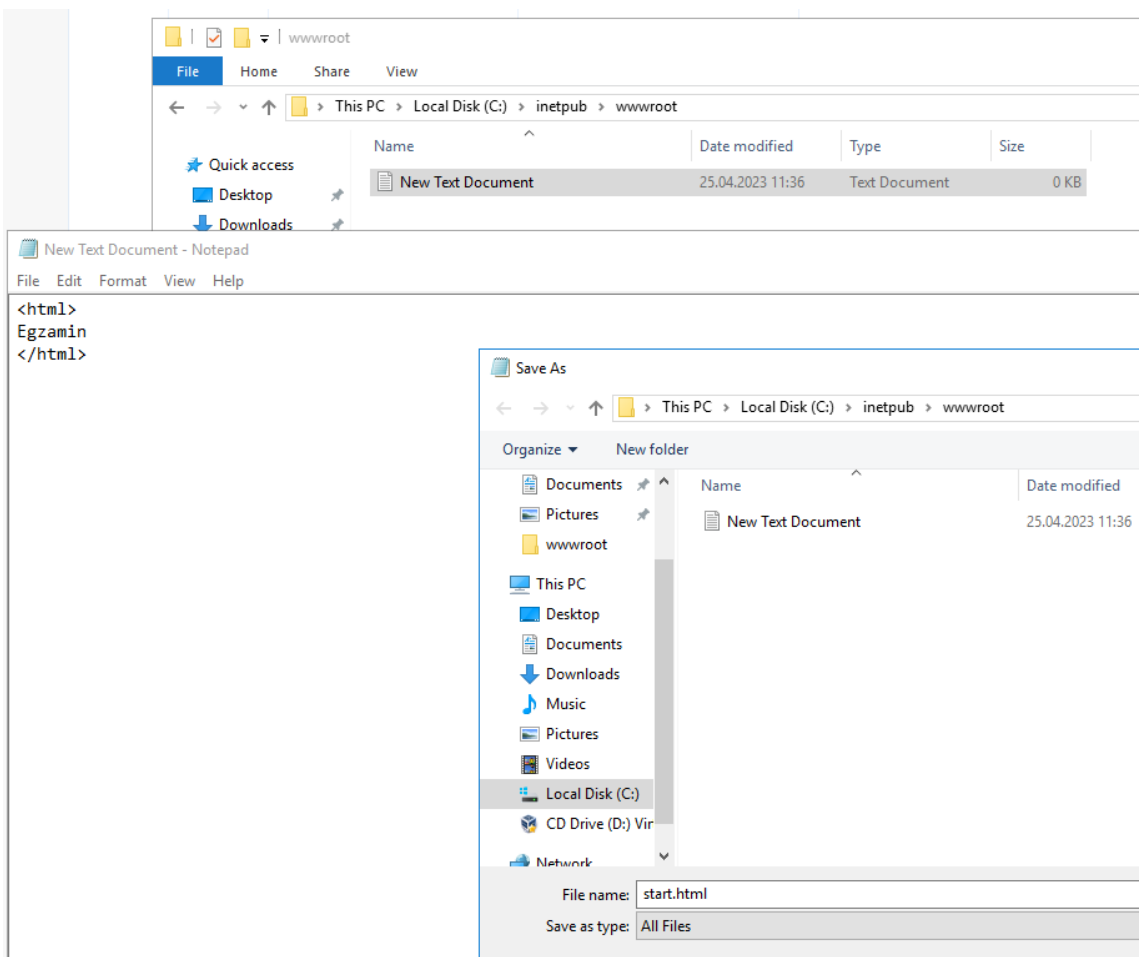 wwwroot
File Home Share View
This PC > Local Disk (C:) > inetpub > wwwroot
Name Date modified Type Size
Quick access
New Text Document 25.04.2023 11:36 Text Document 0 KB
Desktop
Downloads
New Text Document - Notepad
File Edit Format View Help
<html>
Egzamin
</html>
Save As
This PC > Local Disk (C:) > inetpub > wwwroot
Organize New folder
Name Date modified
Documents
Pictures
New Text Document 25.04.2023 11:36
wwwroot
This PC
Desktop
Documents
Downloads
Music
Pictures
Videos
Local Disk (C:)
CD Drive (D:) Vir
Network
File name: start.html
Save as type: All Files